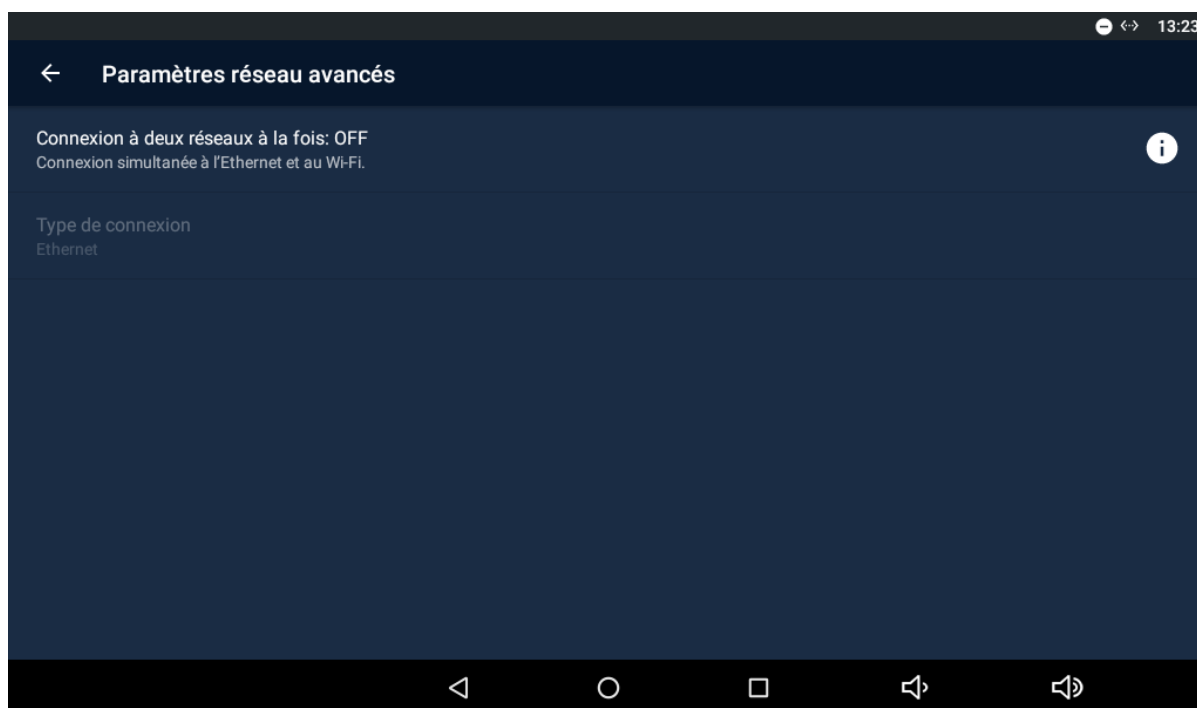 13:23
Paramètres réseau avancés
Connexion à deux réseaux à la fois: OFF
Connexion simultanée à l'Ethernet et au Wi-Fi.
Type de connexion
Ethernet